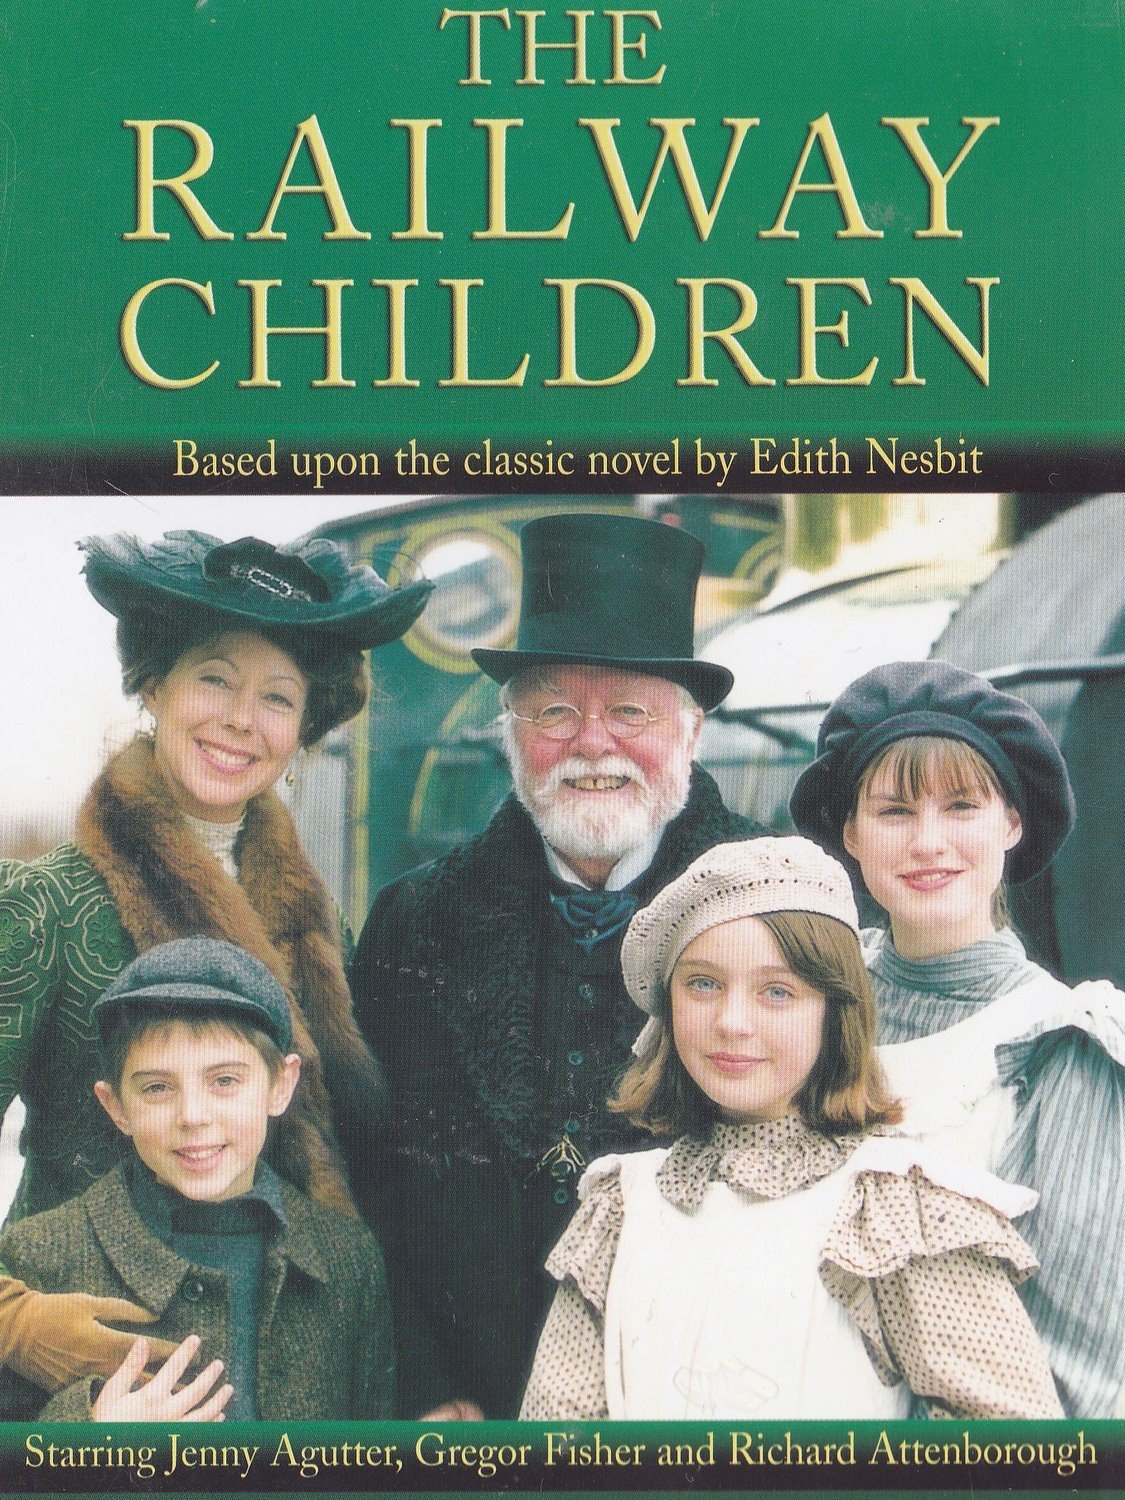 THE
RAILWAY
CHILDREN
Based upon the classic novel by Edith Nesbit
Starring Jenny Agutter, Gregor Fisher and Richard Attenborough